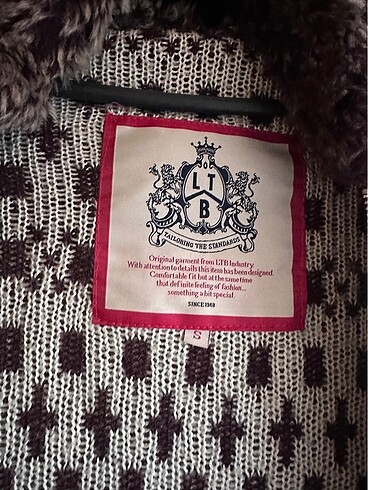 L T
B
TAILORING THE STANDARDS
Original garment from LTB Industry.
With attention to details this item has been designed.
Comfortable fit but at the same time
that definite feeling of fashion...
something a bit special.
SINCE 1948
S